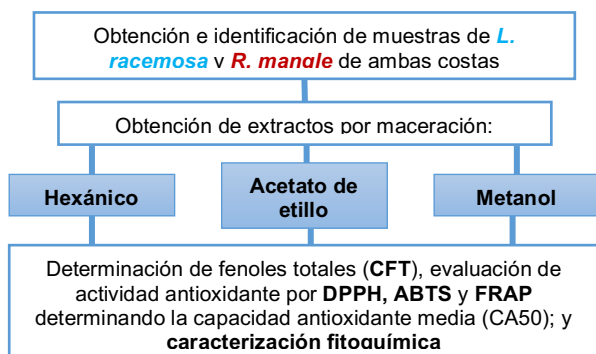 Obtención e identificación de muestras de L.
racemosa v R. mangle de ambas costas
Obtención de extractos por maceración:
Hexánico
Acetato de
etillo
Metanol
Determinación de fenoles totales (CFT), evaluación de
actividad antioxidante por DPPH, ABTS y FRAP
determinando la capacidad antioxidante media (CA50); y
caracterización fitoquímica